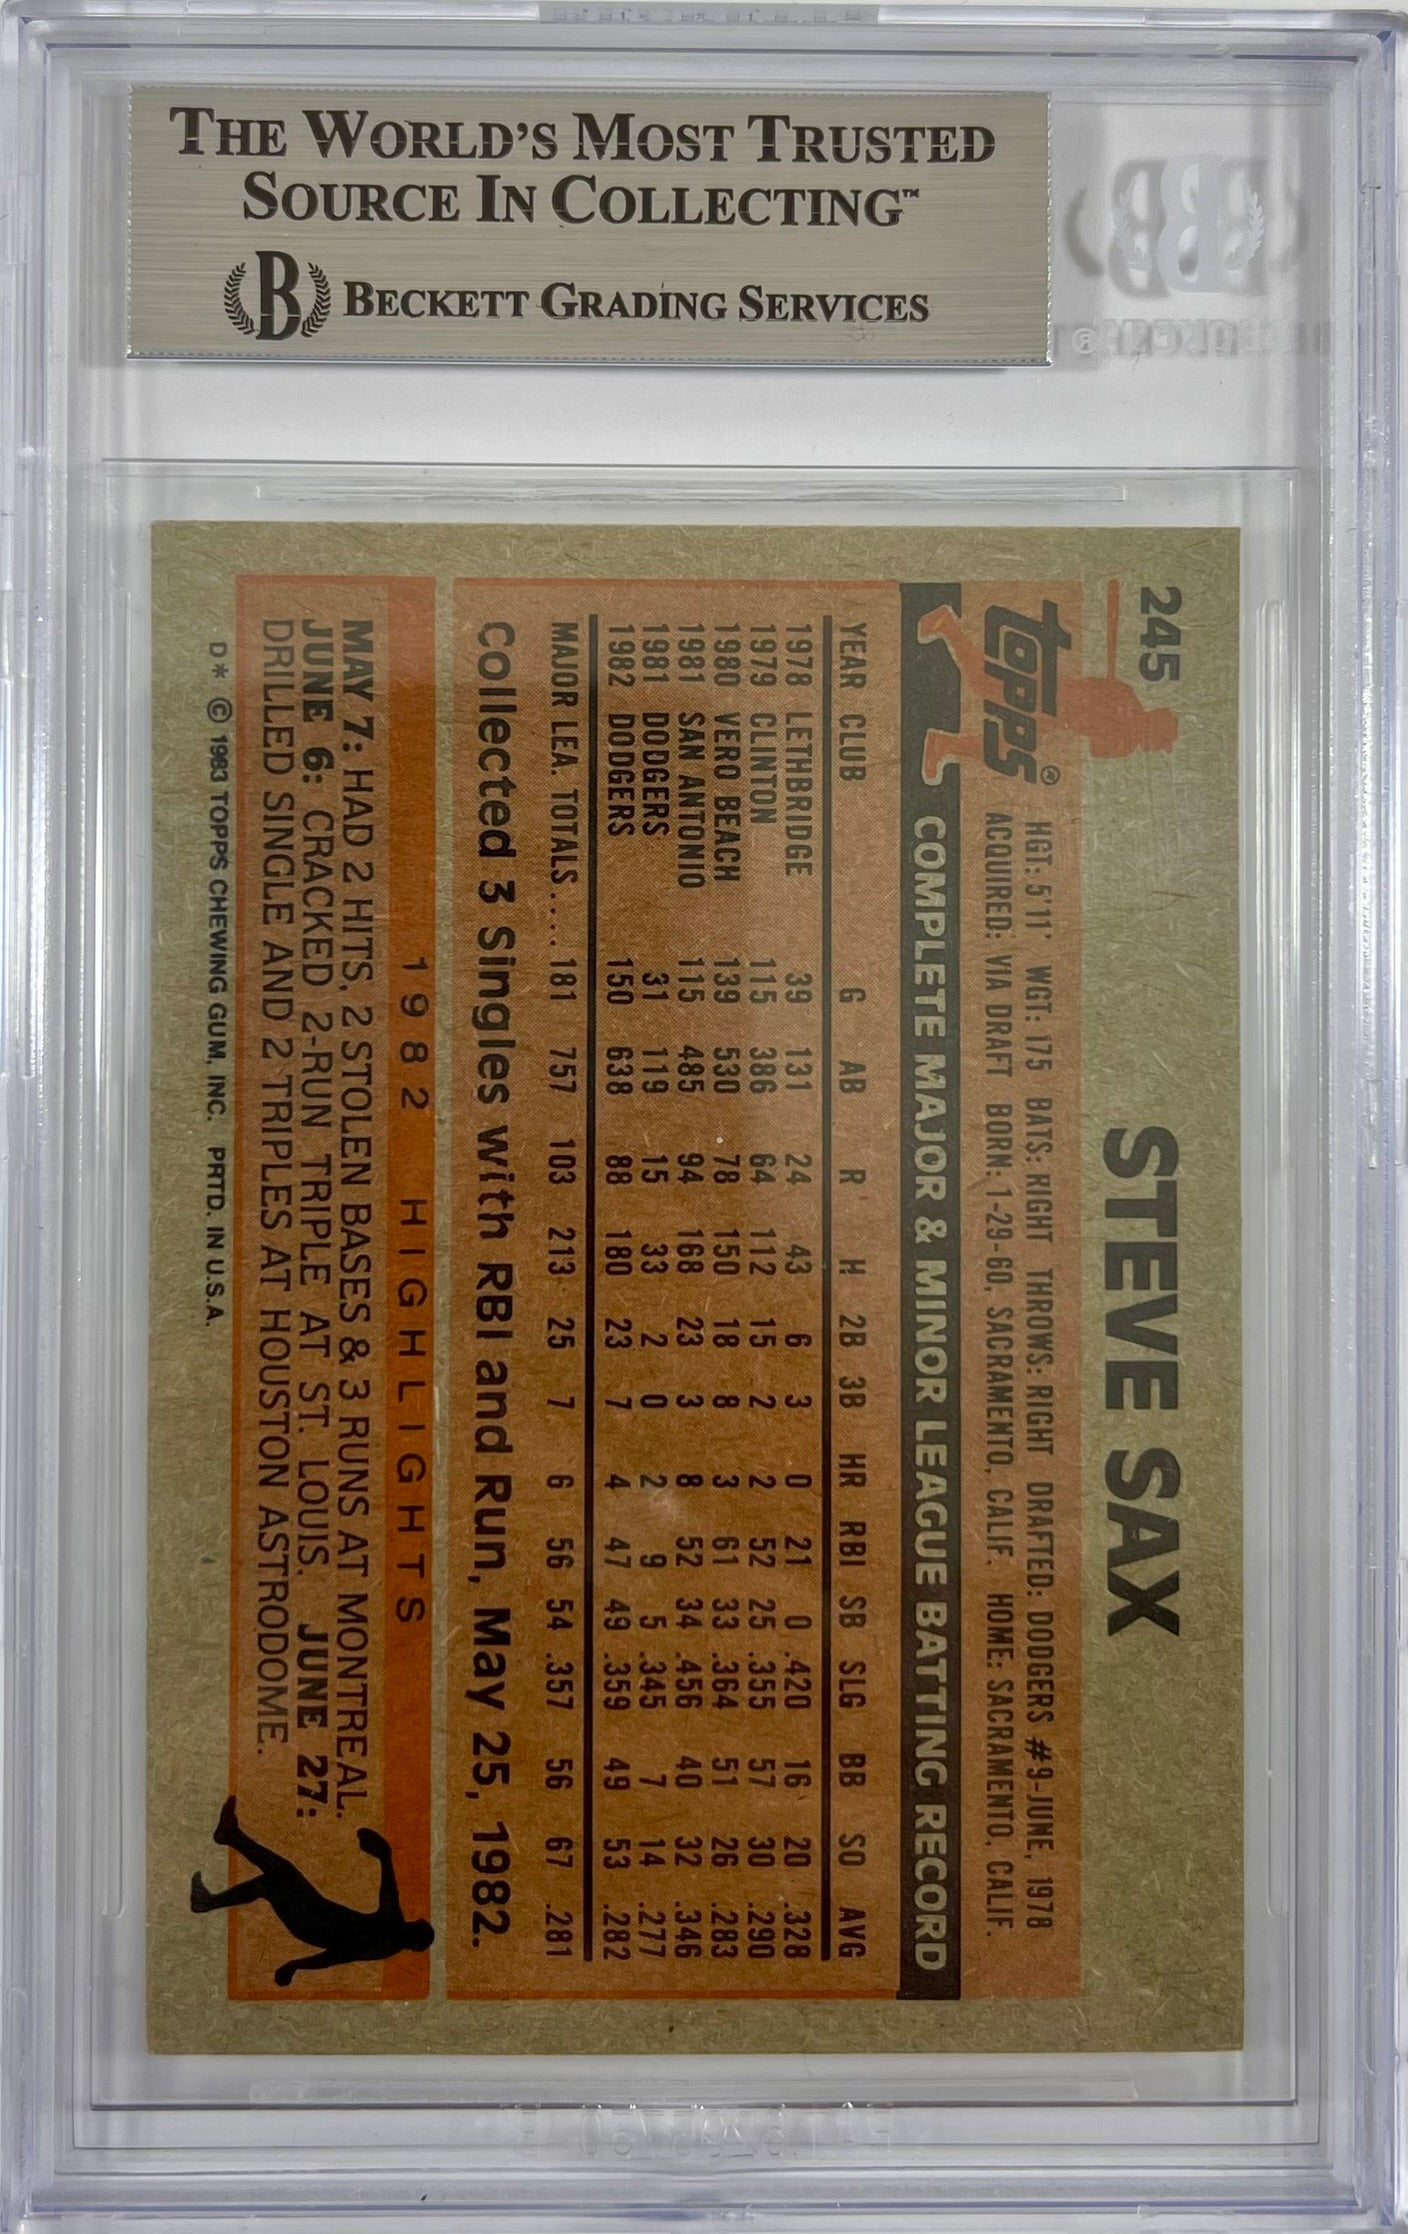 THE WORLD'S MOST TRUSTED
SOURCE IN COLLECTING™
B BECKETT GRADING SERVICES
245
STEVE SAX
topps®
HGT: 5'11" WGT: 175 BATS: RIGHT THROWS: RIGHT DRAFTED: DODGERS #9-JUNE, 1978
ACQUIRED: VIA DRAFT BORN: 1-29-60, SACRAMENTO, CALIF. HOME: SACRAMENTO, CALIF.
COMPLETE MAJOR & MINOR LEAGUE BATTING RECORD
YEAR CLUB G AB R H 2B 3B HR RBI SB SLG BB SO AVG
1978 LETHBRIDGE 39 131 24 43 6 3 0 21 0 .420 16 20 .328
1979 CLINTON 115 386 64 112 15 2 2 52 25 .355 57 30 .290
1980 VERO BEACH 139 530 78 150 18 8 3 61 33 .364 51 26 .283
1981 SAN ANTONIO 115 485 94 168 23 3 8 52 34 .456 40 32 .346
1981 DODGERS 31 119 15 33 2 0 2 9 5 .345 7 14 .277
1982 DODGERS 150 638 88 180 23 7 4 47 49 .359 49 53 .282
MAJOR LEA. TOTALS.... 181 757 103 213 25 7 6 56 54 .357 56 67 .281
Collected 3 Singles with RBI and Run, May 25, 1982.
1982 HIGHLIGHTS
MAY 7: HAD 2 HITS, 2 STOLEN BASES & 3 RUNS AT MONTREAL.
JUNE 6: CRACKED 2-RUN TRIPLE AT ST. LOUIS. JUNE 27:
DRILLED SINGLE AND 2 TRIPLES AT HOUSTON ASTRODOME.
D* © 1983 TOPPS CHEWING GUM, INC. PRTD. IN U.S.A.